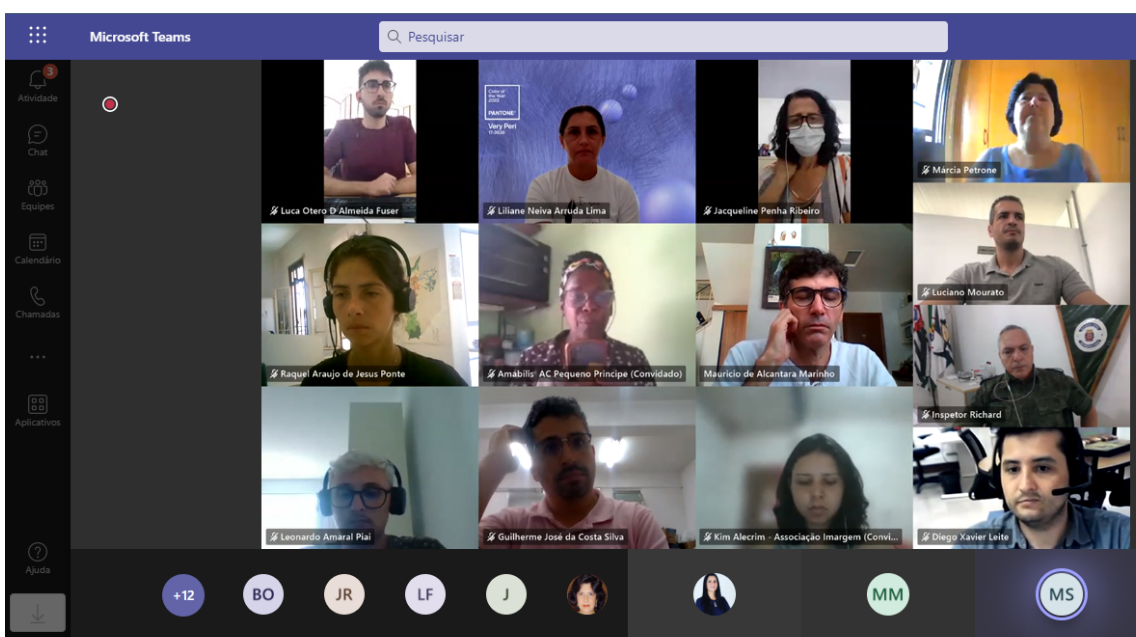 Microsoft Teams
Pesquisar
3
Atividade
Chat
Equipes
Calendário
Chamadas
Aplicativos
Ajuda
Color of
the Year
2022
PANTONE®
Very Peri
17-3938
Luca Otero D Almeida Fuser
Liliane Neiva Arruda Lima
Jacqueline Penha Ribeiro
Márcia Petrone
Luciano Mourato
Raquel Araujo de Jesus Ponte
Amabilis- AC Pequeno Principe (Convidado)
Mauricio de Alcantara Marinho
Inspetor Richard
Leonardo Amaral Piai
Guilherme José da Costa Silva
Kim Alecrim - Associação Imargem (Convi...
Diego Xavier Leite
+12
BO
JR
LF
J
MM
MS